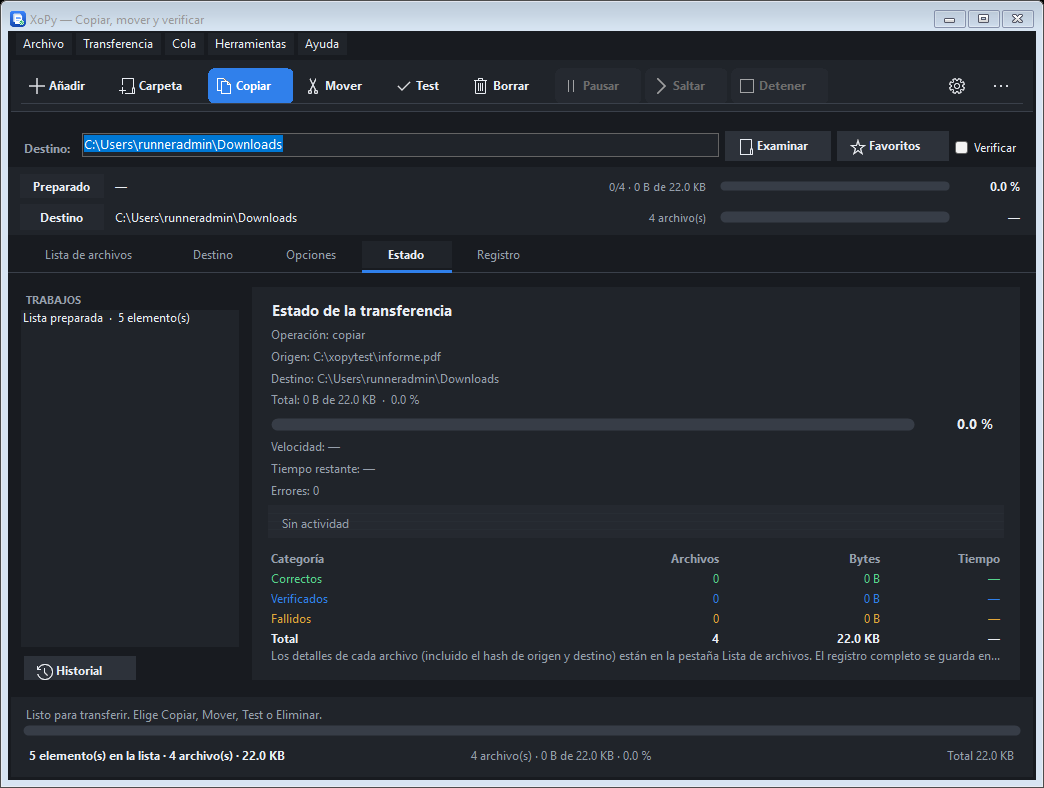 XoPy — Copiar, mover y verificar
Archivo Transferencia Cola Herramientas Ayuda
Añadir Carpeta Copiar Mover Test Borrar Pausar Saltar Detener ...
Destino: C:\Users\runneradmin\Downloads Examinar Favoritos Verificar
Preparado — 0/4 · 0 B de 22.0 KB 0.0 %
Destino C:\Users\runneradmin\Downloads 4 archivo(s) —
Lista de archivos Destino Opciones Estado Registro
TRABAJOS
Lista preparada · 5 elemento(s)
Historial
Estado de la transferencia
Operación: copiar
Origen: C:\xopytest\informe.pdf
Destino: C:\Users\runneradmin\Downloads
Total: 0 B de 22.0 KB · 0.0 %
0.0 %
Velocidad: —
Tiempo restante: —
Errores: 0
Sin actividad
Categoría Archivos Bytes Tiempo
Correctos 0 0 B —
Verificados 0 0 B —
Fallidos 0 0 B —
Total 4 22.0 KB —
Los detalles de cada archivo (incluido el hash de origen y destino) están en la pestaña Lista de archivos. El registro completo se guarda en...
Listo para transferir. Elige Copiar, Mover, Test o Eliminar.
5 elemento(s) en la lista · 4 archivo(s) · 22.0 KB 4 archivo(s) · 0 B de 22.0 KB · 0.0 % Total 22.0 KB